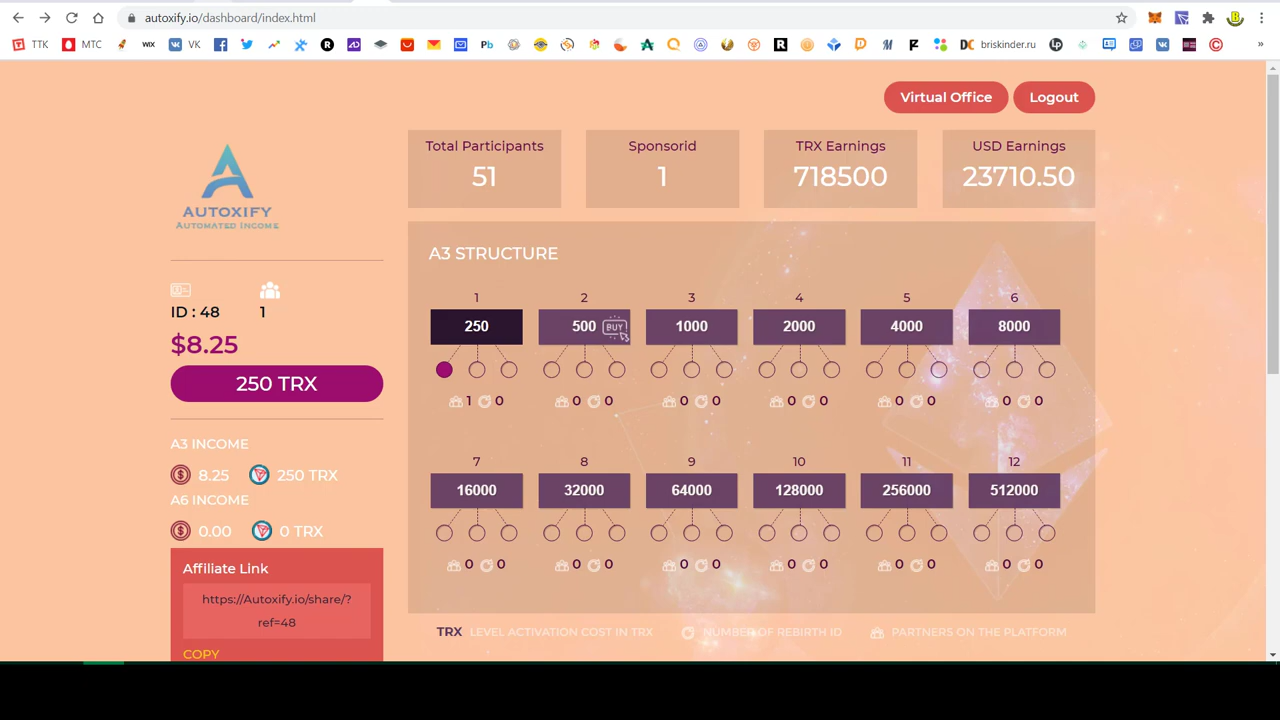 autoxify.io/dashboard/index.html
ТТК МТС WIX VK Pb briskinder.ru
Virtual Office Logout
AUTOXIFY
AUTOMATED INCOME
Total Participants
51
Sponsorid
1
TRX Earnings
718500
USD Earnings
23710.50
ID : 48 1
$8.25
250 TRX
A3 INCOME
8.25 250 TRX
A6 INCOME
0.00 0 TRX
Affiliate Link
https://Autoxify.io/share/?
ref=48
COPY
A3 STRUCTURE
1 2 3 4 5 6
250 500 BUY 1000 2000 4000 8000
1 0 0 0 0 0 0 0 0 0 0 0
7 8 9 10 11 12
16000 32000 64000 128000 256000 512000
0 0 0 0 0 0 0 0 0 0 0 0
TRX LEVEL ACTIVATION COST IN TRX NUMBER OF REBIRTH ID PARTNERS ON THE PLATFORM